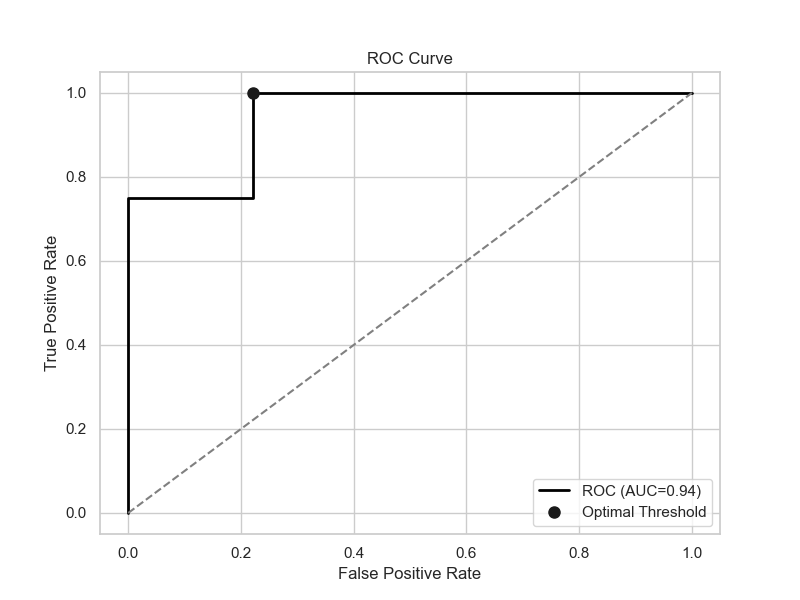 ROC Curve
True Positive Rate
1.0
0.8
0.6
0.4
0.2
0.0
0.0 0.2 0.4 0.6 0.8 1.0
False Positive Rate
ROC (AUC=0.94)
Optimal Threshold